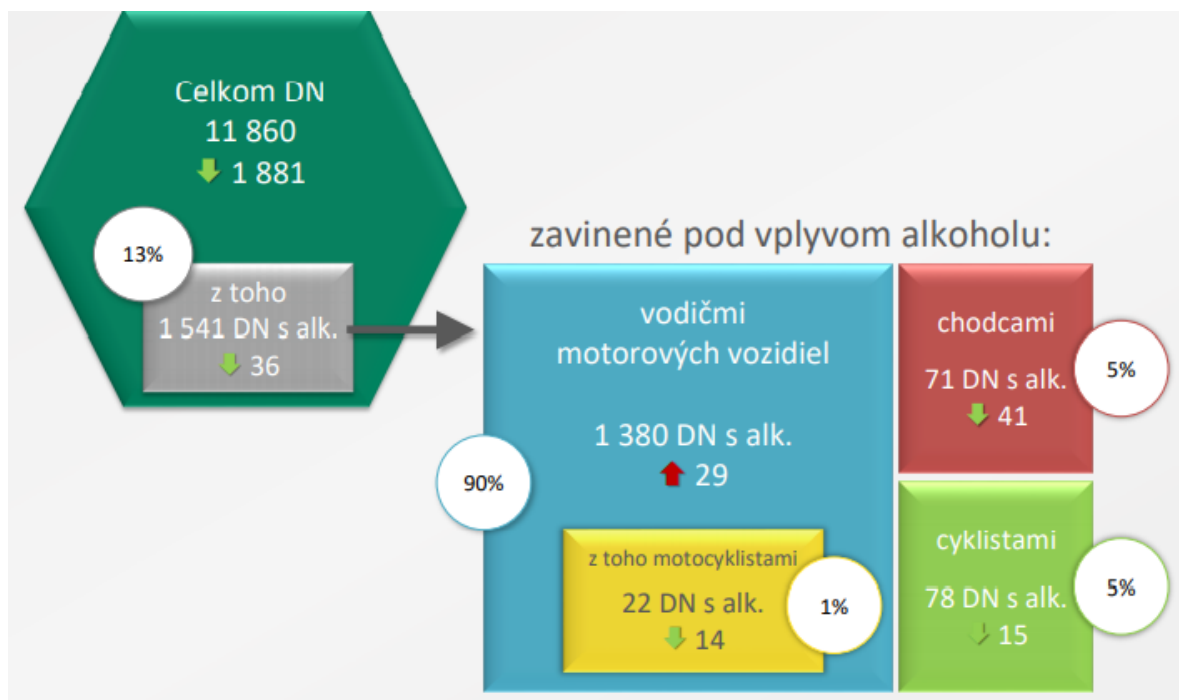 Celkom DN
11 860
1 881
13%
z toho
1 541 DN s alk.
36
zavinené pod vplyvom alkoholu:
vodičmi
motorových vozidiel
1 380 DN s alk.
29
90%
z toho motocyklistami
22 DN s alk.
14
1%
chodcami
71 DN s alk.
41
5%
cyklistami
78 DN s alk.
15
5%